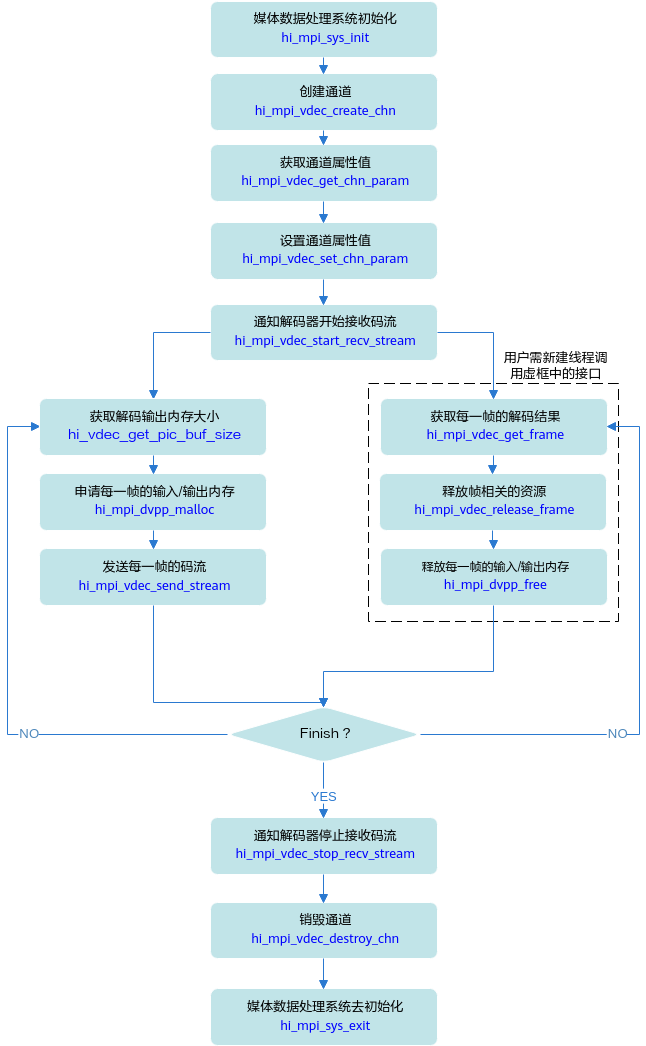 媒体数据处理系统初始化
hi_mpi_sys_init
创建通道
hi_mpi_vdec_create_chn
获取通道属性值
hi_mpi_vdec_get_chn_param
设置通道属性值
hi_mpi_vdec_set_chn_param
通知解码器开始接收码流
hi_mpi_vdec_start_recv_stream
获取解码输出内存大小
hi_vdec_get_pic_buf_size
申请每一帧的输入/输出内存
hi_mpi_dvpp_malloc
发送每一帧的码流
hi_mpi_vdec_send_stream
用户需新建线程调
用虚框中的接口
获取每一帧的解码结果
hi_mpi_vdec_get_frame
释放帧相关的资源
hi_mpi_vdec_release_frame
释放每一帧的输入/输出内存
hi_mpi_dvpp_free
NO
Finish ?
NO
YES
通知解码器停止接收码流
hi_mpi_vdec_stop_recv_stream
销毁通道
hi_mpi_vdec_destroy_chn
媒体数据处理系统去初始化
hi_mpi_sys_exit